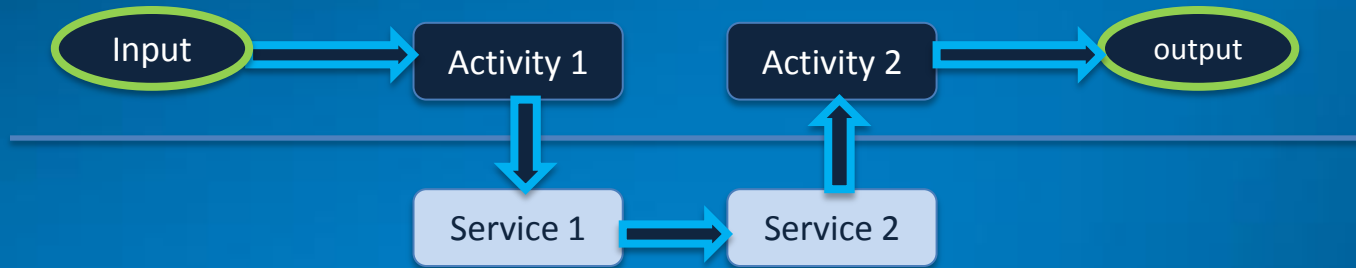 Input
Activity 1
Activity 2
output
Service 1
Service 2